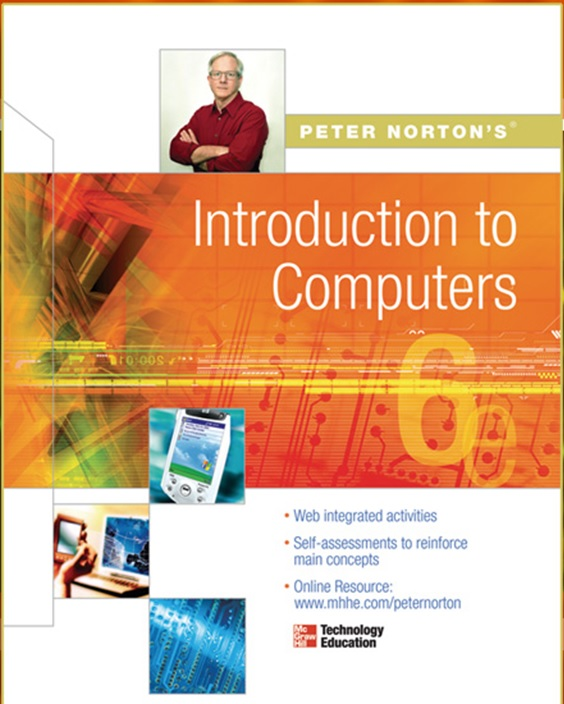 PETER NORTON'S®
Introduction to
Computers
6e
• Web integrated activities
• Self-assessments to reinforce
main concepts
• Online Resource:
www.mhhe.com/peternorton
Mc
Graw
Hill
Technology
Education